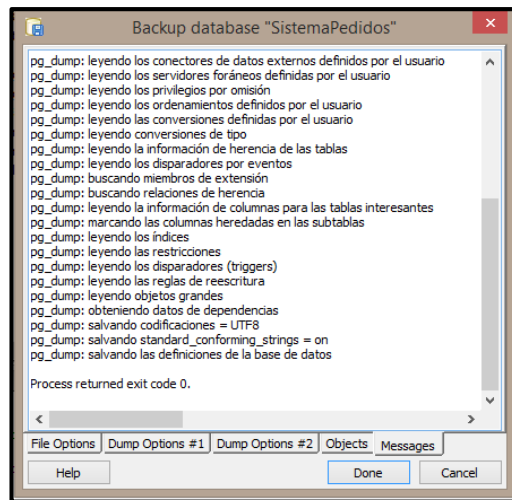 Backup database "SistemaPedidos"
pg_dump: leyendo los conectores de datos externos definidos por el usuario
pg_dump: leyendo los servidores foráneos definidas por el usuario
pg_dump: leyendo los privilegios por omisión
pg_dump: leyendo los ordenamientos definidos por el usuario
pg_dump: leyendo las conversiones definidas por el usuario
pg_dump: leyendo conversiones de tipo
pg_dump: leyendo la información de herencia de las tablas
pg_dump: leyendo los disparadores por eventos
pg_dump: buscando miembros de extensión
pg_dump: buscando relaciones de herencia
pg_dump: leyendo la información de columnas para las tablas interesantes
pg_dump: marcando las columnas heredadas en las subtablas
pg_dump: leyendo los índices
pg_dump: leyendo las restricciones
pg_dump: leyendo los disparadores (triggers)
pg_dump: leyendo las reglas de reescritura
pg_dump: leyendo objetos grandes
pg_dump: obteniendo datos de dependencias
pg_dump: salvando codificaciones = UTF8
pg_dump: salvando standard_conforming_strings = on
pg_dump: salvando las definiciones de la base de datos
Process returned exit code 0.
File Options Dump Options #1 Dump Options #2 Objects Messages
Help Done Cancel